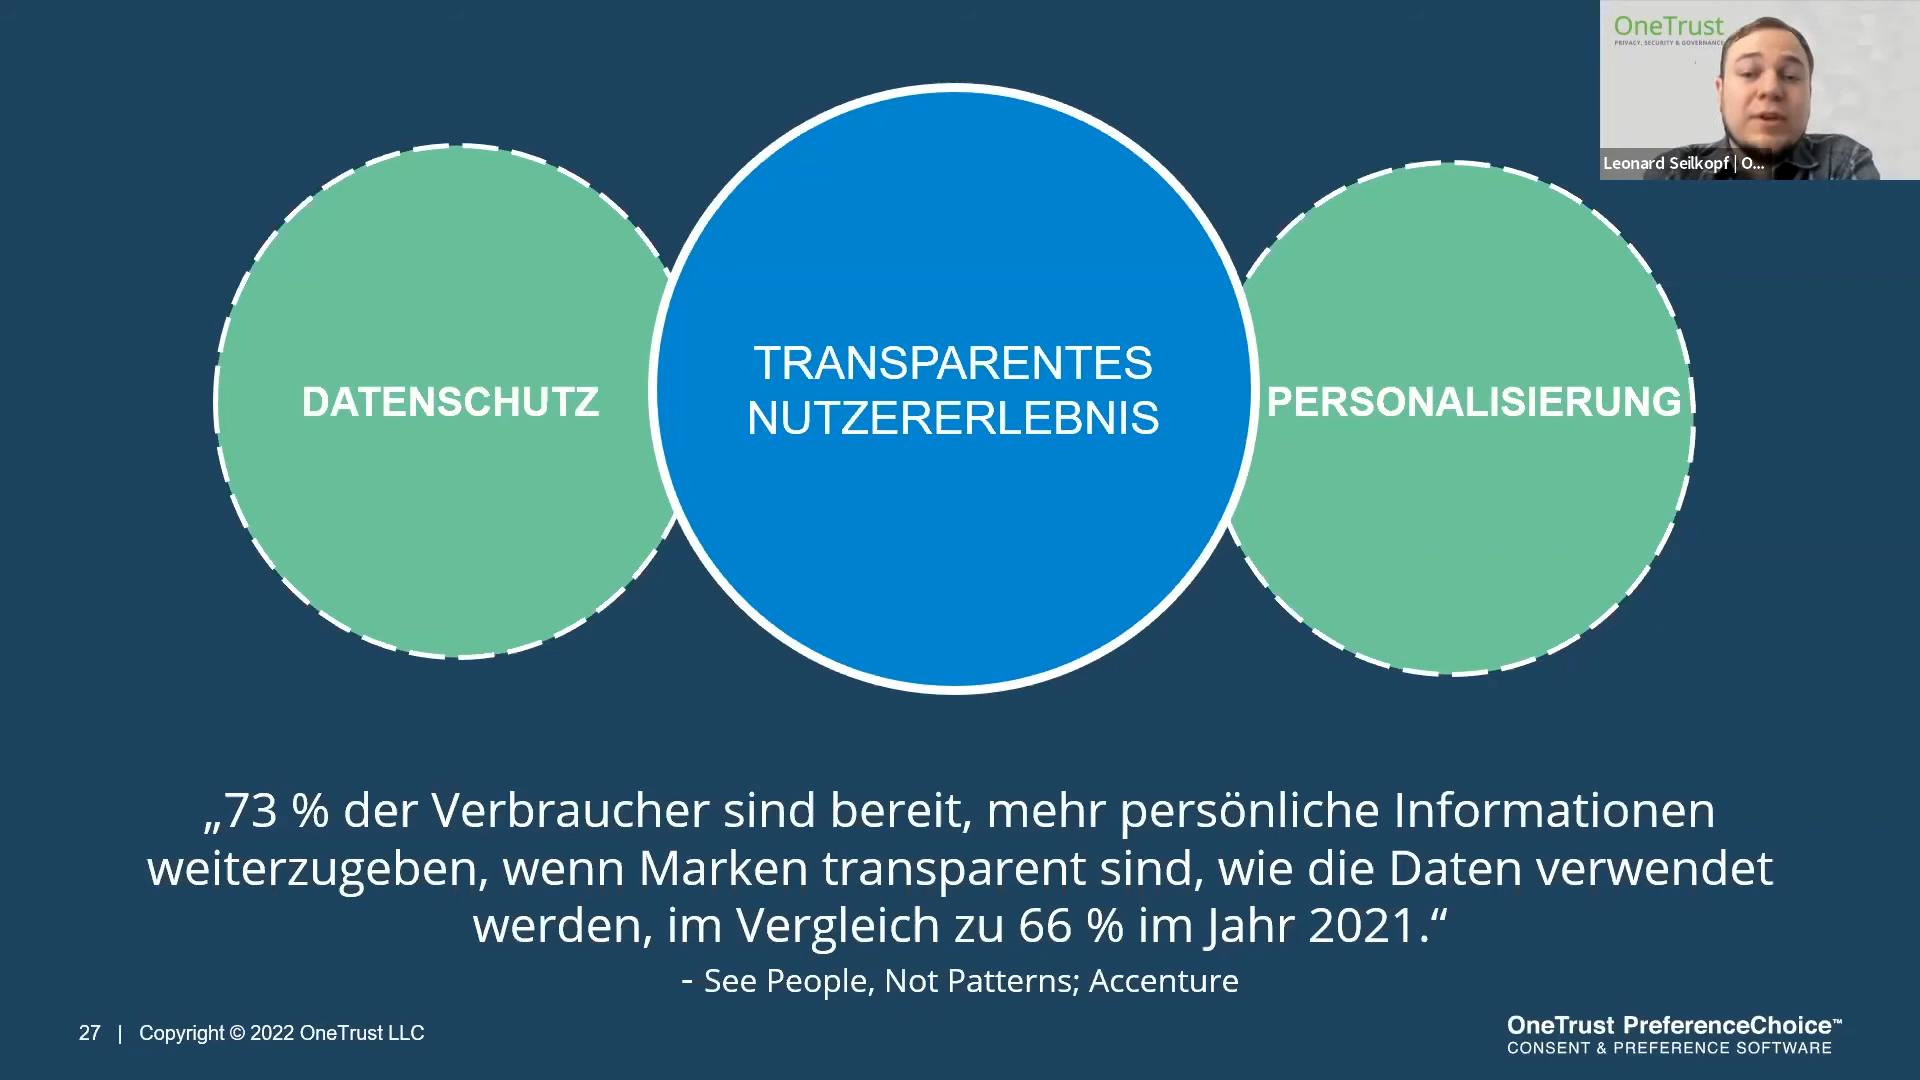 OneTrust
PRIVACY, SECURITY & GOVERNANCE
Leonard Seilkopf | O...
DATENSCHUTZ
TRANSPARENTES
NUTZERERLEBNIS
PERSONALISIERUNG
„73 % der Verbraucher sind bereit, mehr persönliche Informationen
weiterzugeben, wenn Marken transparent sind, wie die Daten verwendet
werden, im Vergleich zu 66 % im Jahr 2021.“
- See People, Not Patterns; Accenture
27 | Copyright © 2022 OneTrust LLC
OneTrust PreferenceChoice™
CONSENT & PREFERENCE SOFTWARE